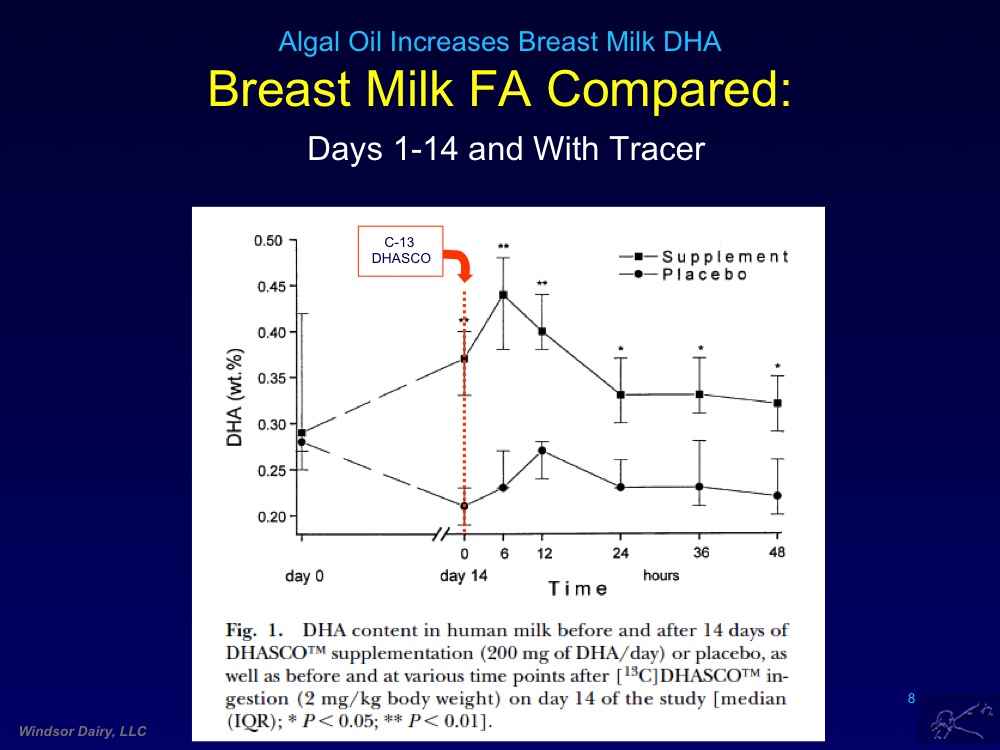 Algal Oil Increases Breast Milk DHA
Breast Milk FA Compared:
Days 1-14 and With Tracer
C-13
DHASCO
Supplement
Placebo
DHA (wt.%)
0.50
0.45
0.40
0.35
0.30
0.25
0.20
**
**
**
*
*
*
0 6 12 24 36 48
day 0 day 14 hours
Time
Fig. 1. DHA content in human milk before and after 14 days of
DHASCO™ supplementation (200 mg of DHA/day) or placebo, as
well as before and at various time points after [¹³C]DHASCO™ in-
gestion (2 mg/kg body weight) on day 14 of the study [median
(IQR); * P < 0.05; ** P < 0.01].
8
Windsor Dairy, LLC